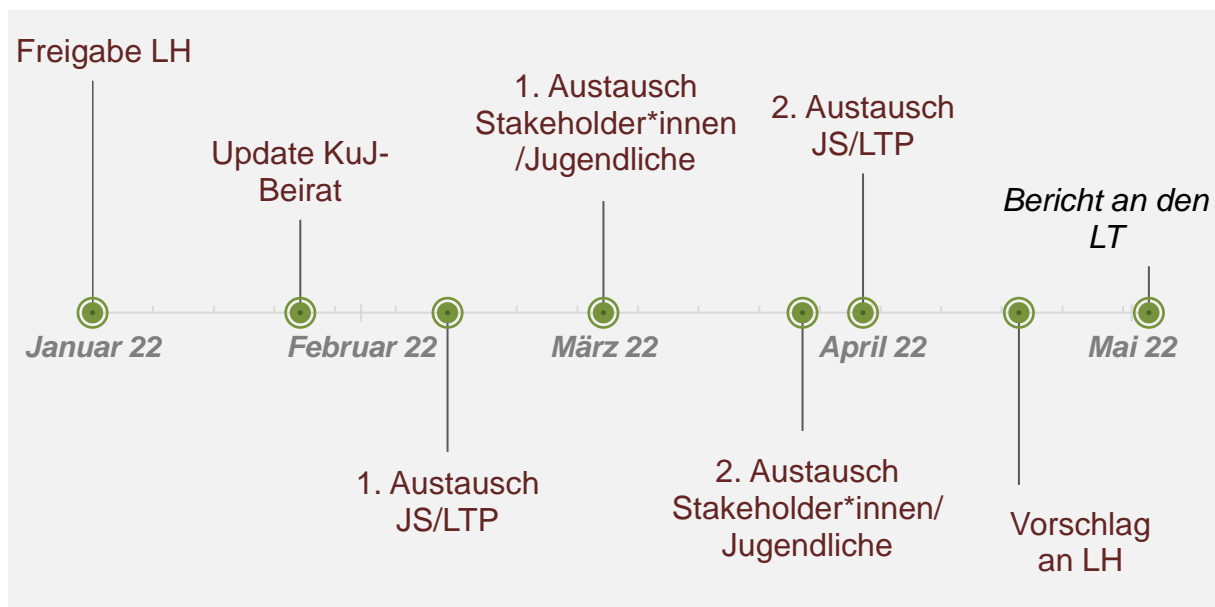 Freigabe LH
Update KuJ-
Beirat
1. Austausch
Stakeholder*innen
/Jugendliche
2. Austausch
JS/LTP
Bericht an den
LT
Januar 22
Februar 22
März 22
April 22
Mai 22
1. Austausch
JS/LTP
2. Austausch
Stakeholder*innen/
Jugendliche
Vorschlag
an LH